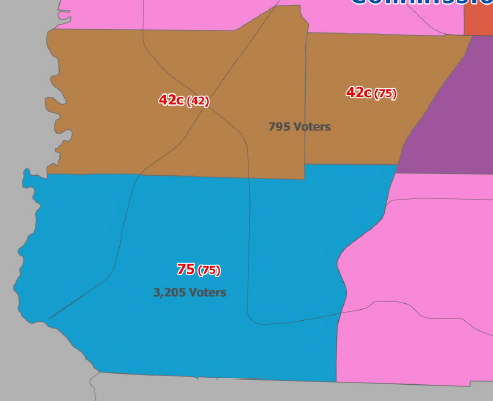 42c (42)
42c (75)
795 Voters
75 (75)
3,205 Voters